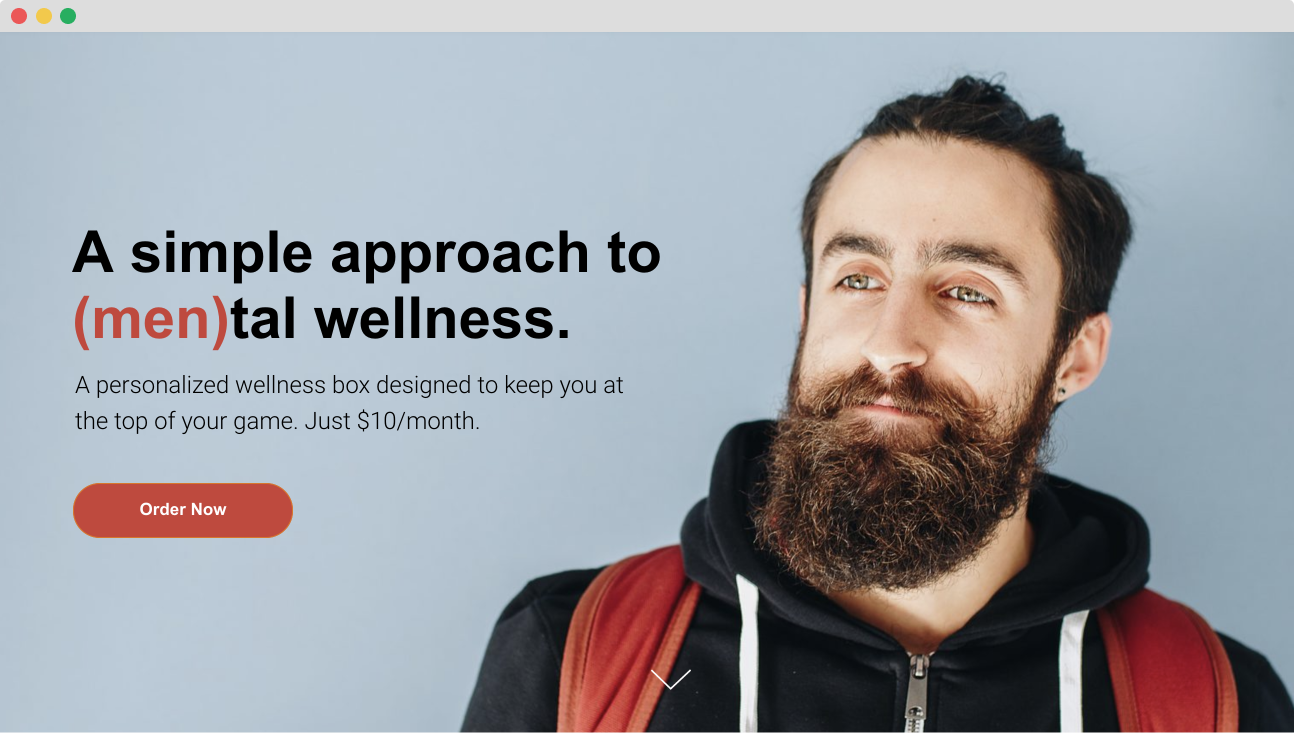 A simple approach to
(men)tal wellness.
A personalized wellness box designed to keep you at
the top of your game. Just $10/month.
Order Now